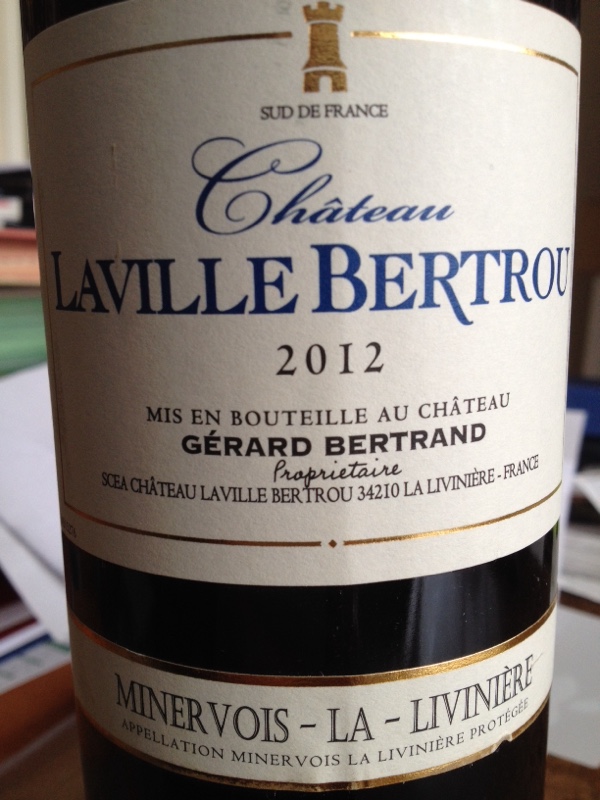 SUD DE FRANCE
Château
LAVILLE BERTROU
2012
MIS EN BOUTEILLE AU CHÂTEAU
GÉRARD BERTRAND
Propriétaire
SCEA CHÂTEAU LAVILLE BERTROU 34210 LA LIVINIÈRE - FRANCE
MINERVOIS - LA - LIVINIÈRE
APPELLATION MINERVOIS LA LIVINIÈRE PROTÉGÉE